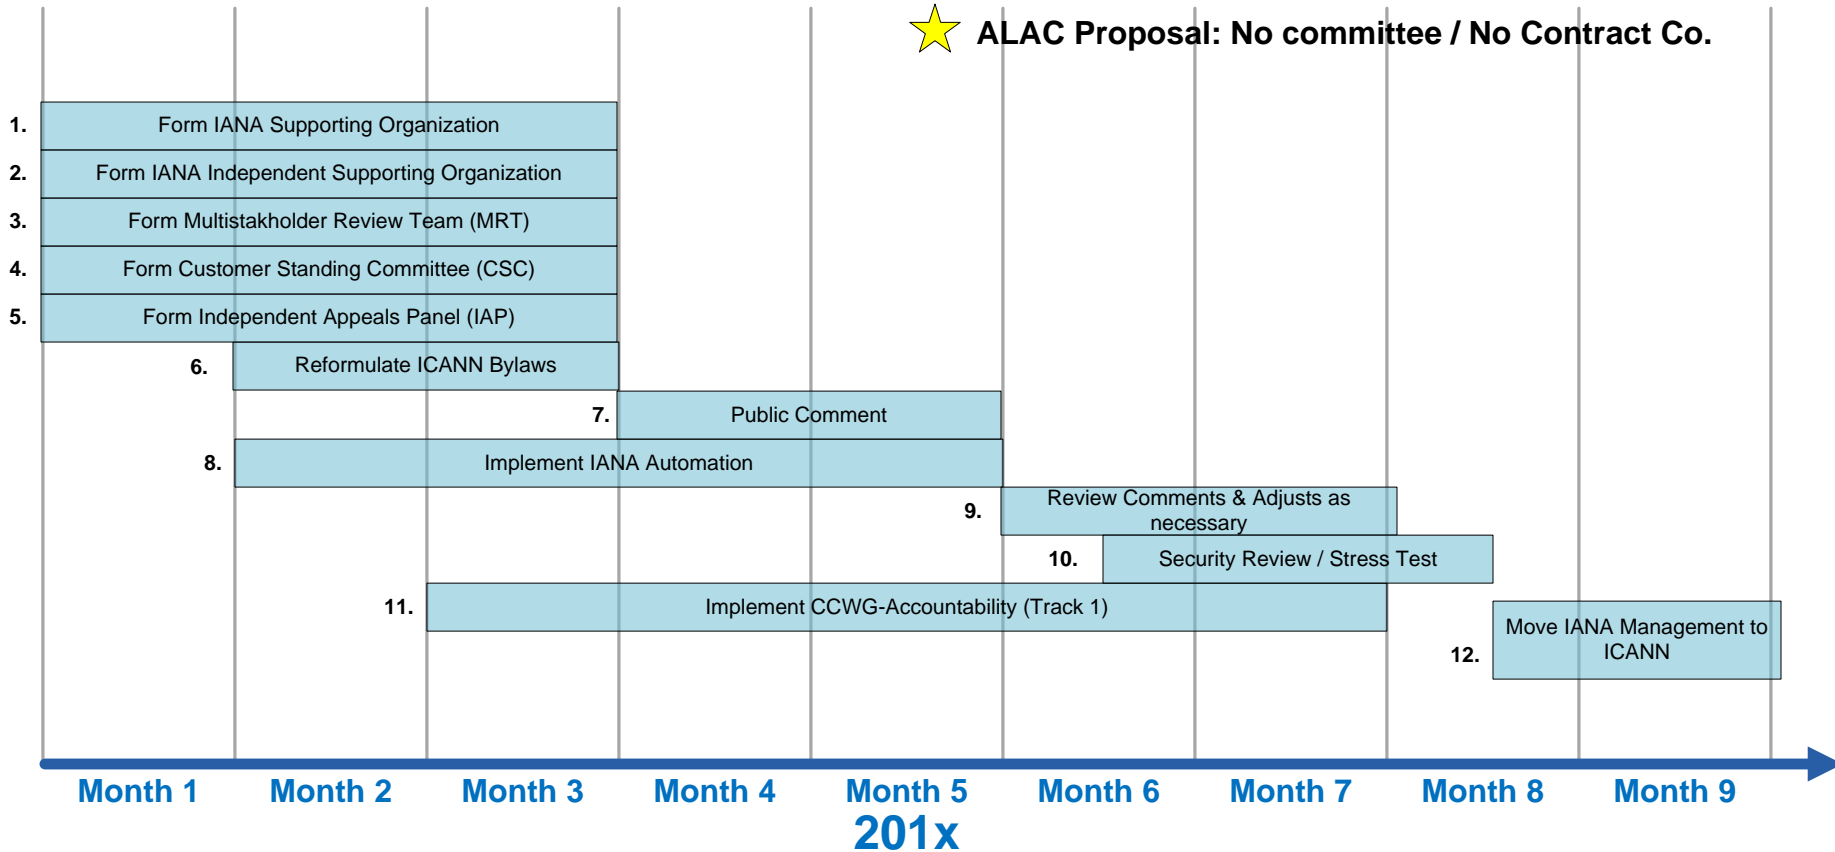 ALAC Proposal: No committee / No Contract Co.
1. Form IANA Supporting Organization
2. Form IANA Independent Supporting Organization
3. Form Multistakholder Review Team (MRT)
4. Form Customer Standing Committee (CSC)
5. Form Independent Appeals Panel (IAP)
6. Reformulate ICANN Bylaws
7. Public Comment
8. Implement IANA Automation
9. Review Comments & Adjusts as
necessary
10. Security Review / Stress Test
11. Implement CCWG-Accountability (Track 1)
12. Move IANA Management to
ICANN
Month 1 Month 2 Month 3 Month 4 Month 5 Month 6 Month 7 Month 8 Month 9
201x